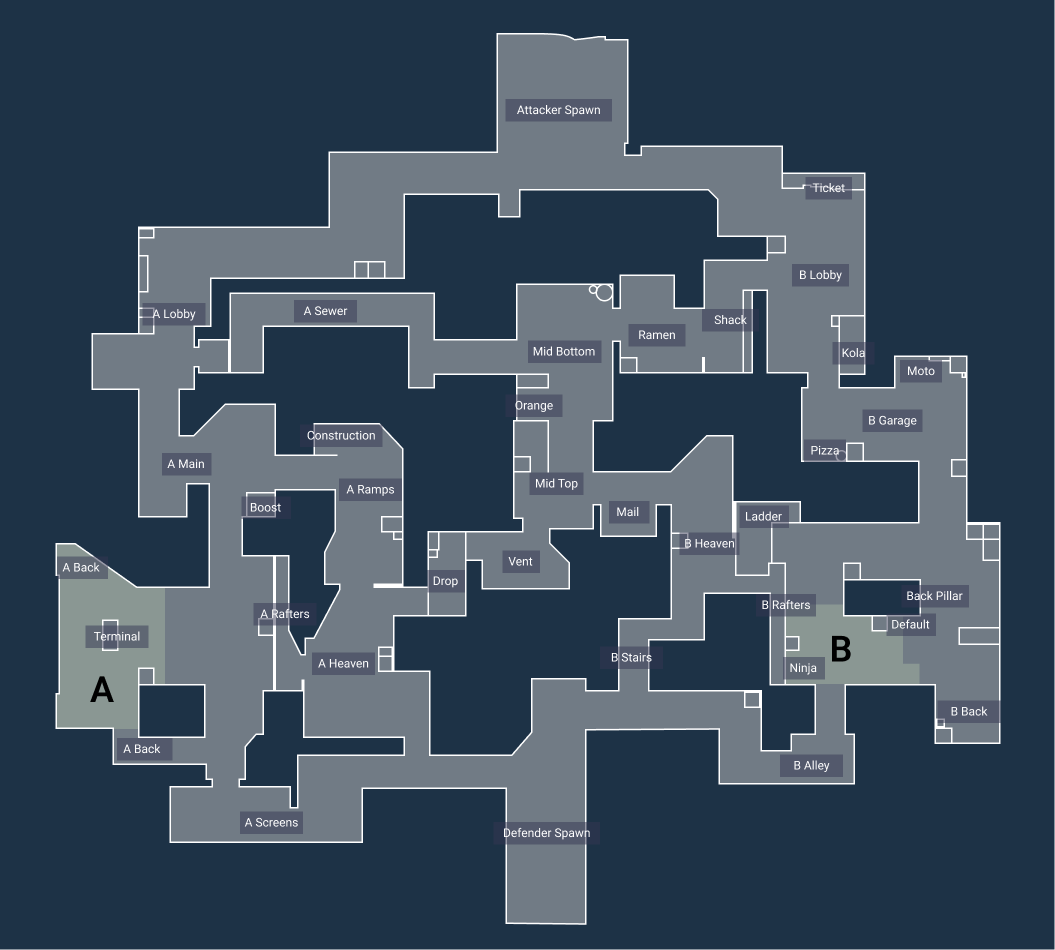 Attacker Spawn
Ticket
B Lobby
A Lobby
A Sewer
Shack
Ramen
Mid Bottom
Kola
Moto
Orange
B Garage
Construction
Pizza
A Main
A Ramps
Mid Top
Boost
Mail
Ladder
B Heaven
Vent
A Back
Drop
Back Pillar
B Rafters
A Rafters
Default
Terminal
B
B Stairs
A Heaven
Ninja
A
B Back
A Back
B Alley
A Screens
Defender Spawn